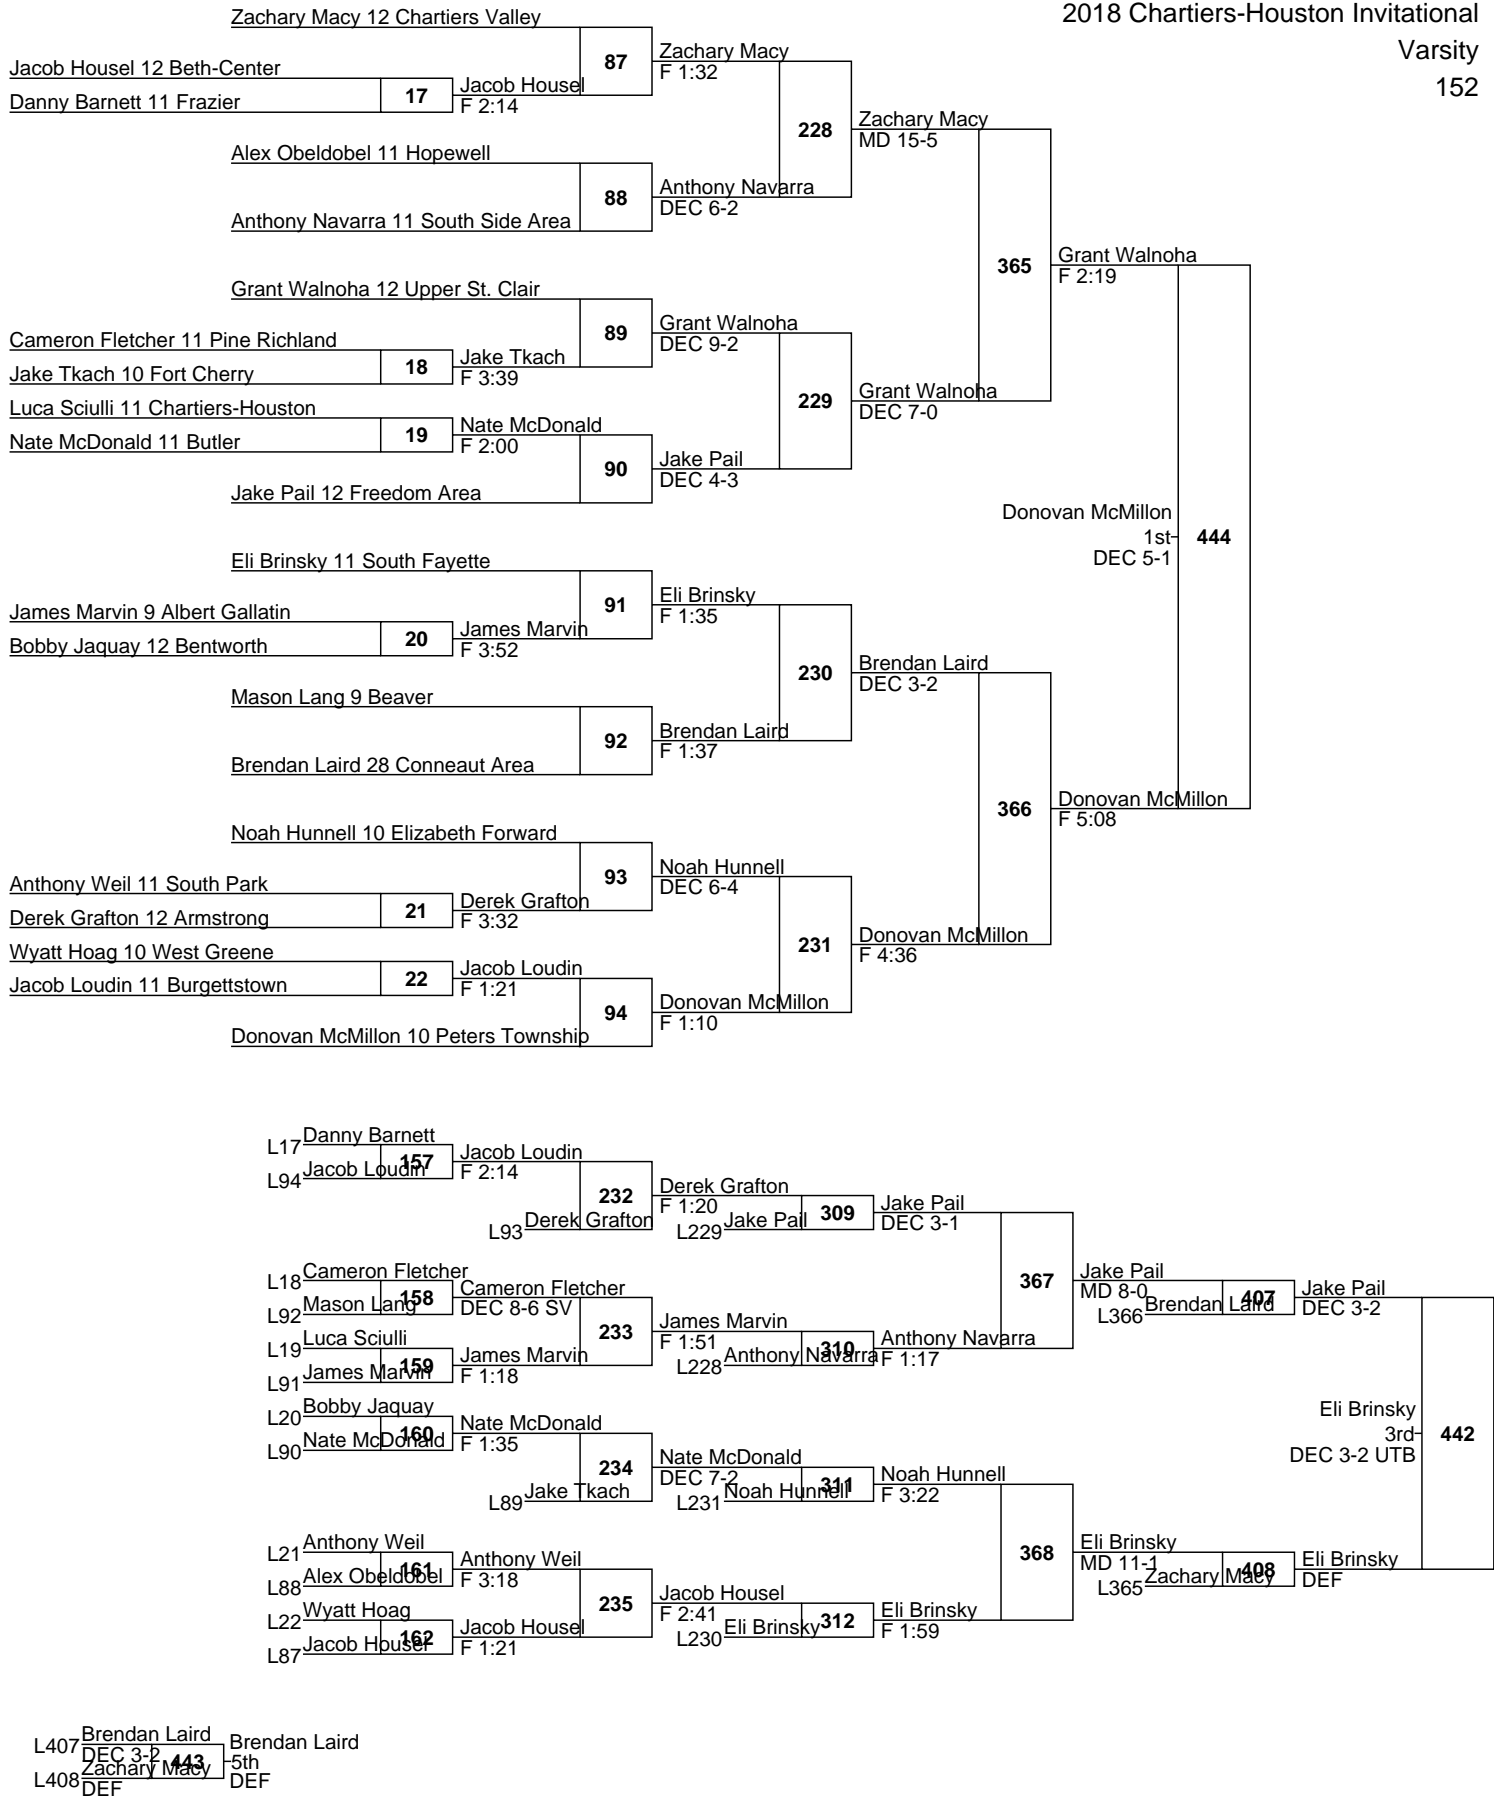 2018 Chartiers-Houston Invitational
Varsity
152
Zachary Macy 12 Chartiers Valley
87
Zachary Macy
F 1:32
Jacob Housel 12 Beth-Center
Danny Barnett 11 Frazier
17
Jacob Housel
F 2:14
228
Zachary Macy
MD 15-5
Alex Obeldobel 11 Hopewell
88
Anthony Navarra
DEC 6-2
Anthony Navarra 11 South Side Area
365
Grant Walnoha
F 2:19
Grant Walnoha 12 Upper St. Clair
89
Grant Walnoha
DEC 9-2
Cameron Fletcher 11 Pine Richland
Jake Tkach 10 Fort Cherry
18
Jake Tkach
F 3:39
229
Grant Walnoha
DEC 7-0
Luca Sciulli 11 Chartiers-Houston
Nate McDonald 11 Butler
19
Nate McDonald
F 2:00
90
Jake Pail
DEC 4-3
Jake Pail 12 Freedom Area
Donovan McMillon
1st
DEC 5-1
444
Eli Brinsky 11 South Fayette
91
Eli Brinsky
F 1:35
James Marvin 9 Albert Gallatin
Bobby Jaquay 12 Bentworth
20
James Marvin
F 3:52
230
Brendan Laird
DEC 3-2
Mason Lang 9 Beaver
92
Brendan Laird
F 1:37
Brendan Laird 28 Conneaut Area
366
Donovan McMillon
F 5:08
Noah Hunnell 10 Elizabeth Forward
93
Noah Hunnell
DEC 6-4
Anthony Weil 11 South Park
Derek Grafton 12 Armstrong
21
Derek Grafton
F 3:32
231
Donovan McMillon
F 4:36
Wyatt Hoag 10 West Greene
Jacob Loudin 11 Burgettstown
22
Jacob Loudin
F 1:21
94
Donovan McMillon
F 1:10
Donovan McMillon 10 Peters Township
L17 Danny Barnett
L94 Jacob Loudin
157
Jacob Loudin
F 2:14
232
L93 Derek Grafton
Derek Grafton
F 1:20
L229 Jake Pail
309
Jake Pail
DEC 3-1
L18 Cameron Fletcher
L92 Mason Lang
158
Cameron Fletcher
DEC 8-6 SV
L19 Luca Sciulli
L91 James Marvin
159
James Marvin
F 1:18
233
James Marvin
F 1:51
L228 Anthony Navarra
310
Anthony Navarra
F 1:17
367
Jake Pail
MD 8-0
L366 Brendan Laird
407
Jake Pail
DEC 3-2
L20 Bobby Jaquay
L90 Nate McDonald
160
Nate McDonald
F 1:35
234
L89 Jake Tkach
Nate McDonald
DEC 7-2
L231 Noah Hunnell
311
Noah Hunnell
F 3:22
Eli Brinsky
3rd
DEC 3-2 UTB
442
L21 Anthony Weil
L88 Alex Obeldobel
161
Anthony Weil
F 3:18
L22 Wyatt Hoag
L87 Jacob Housel
162
Jacob Housel
F 1:21
235
Jacob Housel
F 2:41
L230 Eli Brinsky
312
Eli Brinsky
F 1:59
368
Eli Brinsky
MD 11-1
L365 Zachary Macy
408
Eli Brinsky
DEF
L407 Brendan Laird
DEC 3-2
L408 Zachary Macy
DEF
443
Brendan Laird
5th
DEF